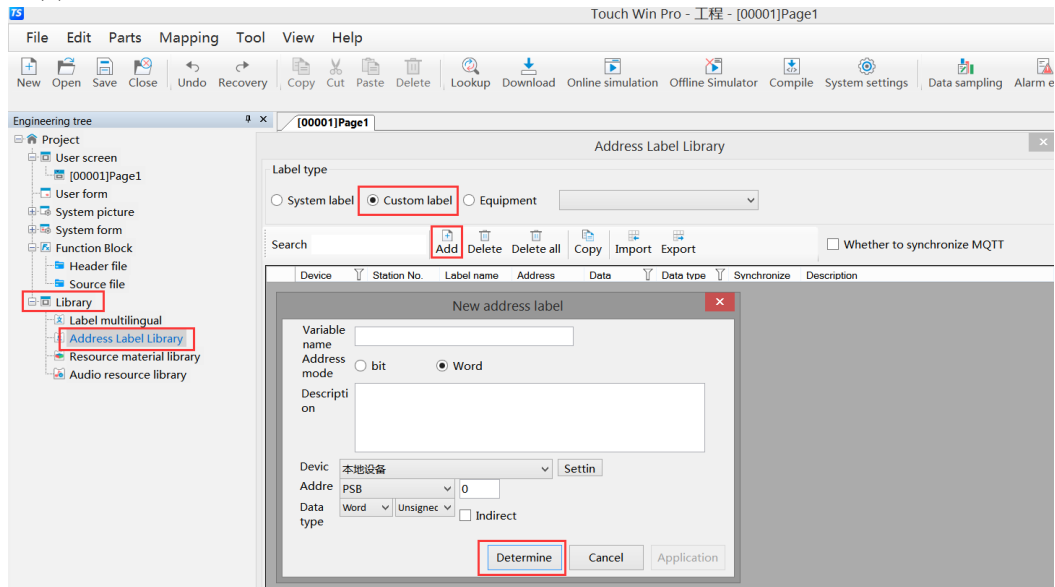 TS Touch Win Pro - 工程 - [00001]Page1
File Edit Parts Mapping Tool View Help
New Open Save Close Undo Recovery Copy Cut Paste Delete Lookup Download Online simulation Offline Simulator Compile System settings Data sampling Alarm e
Engineering tree
[00001]Page1
Project
User screen
[00001]Page1
User form
System picture
System form
Function Block
Header file
Source file
Library
Label multilingual
Address Label Library
Resource material library
Audio resource library
Address Label Library
Label type
System label Custom label Equipment
Search Add Delete Delete all Copy Import Export Whether to synchronize MQTT
Device Station No. Label name Address Data Data type Synchronize Description
New address label
Variable
name
Address
mode bit Word
Descripti
on
Devic 本地设备 Settin
Addre PSB 0
Data Word Unsignec
type Indirect
Determine Cancel Application